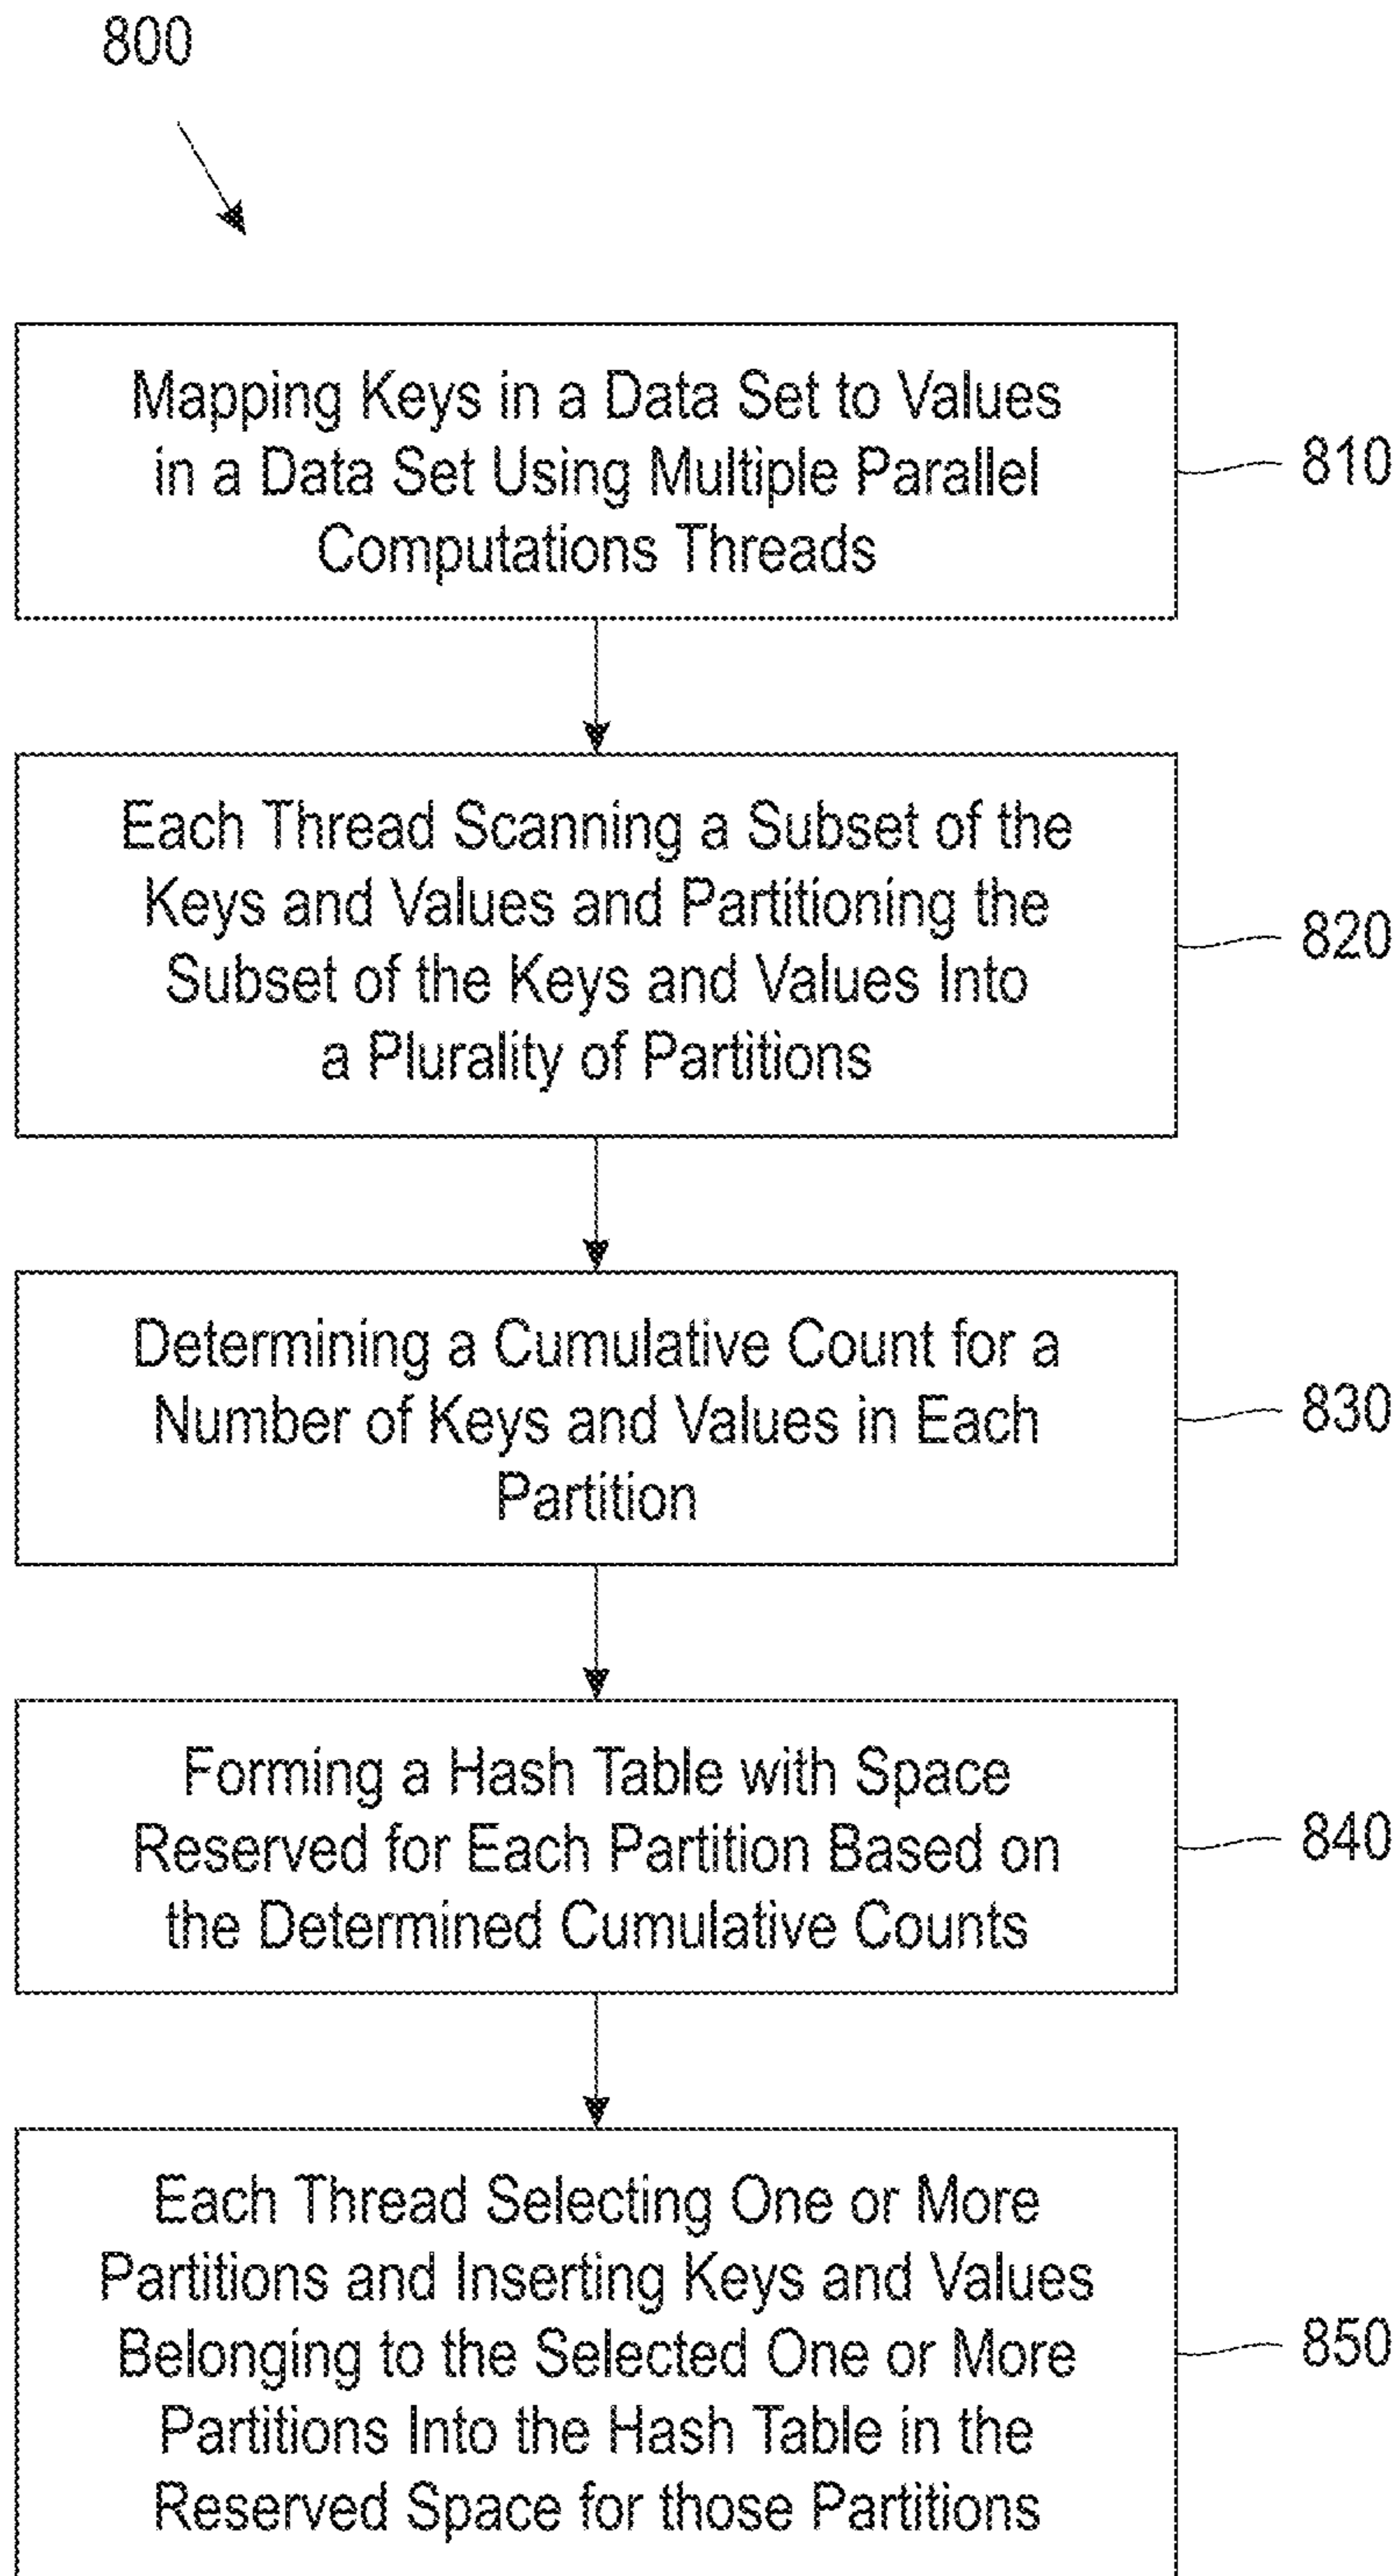 800
Mapping Keys in a Data Set to Values
in a Data Set Using Multiple Parallel
Computations Threads
810
Each Thread Scanning a Subset of the
Keys and Values and Partitioning the
Subset of the Keys and Values Into
a Plurality of Partitions
820
Determining a Cumulative Count for a
Number of Keys and Values in Each
Partition
830
Forming a Hash Table with Space
Reserved for Each Partition Based on
the Determined Cumulative Counts
840
Each Thread Selecting One or More
Partitions and Inserting Keys and Values
Belonging to the Selected One or More
Partitions Into the Hash Table in the
Reserved Space for those Partitions
850